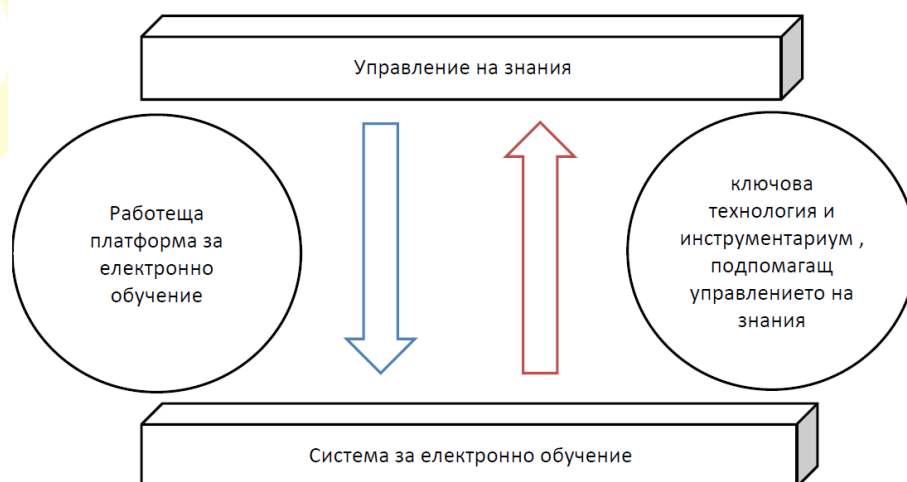 Управление на знания
Работеща
платформа за
електронно
обучение
ключова
технология и
инструментариум ,
подпомагащ
управлението на
знания
Система за електронно обучение